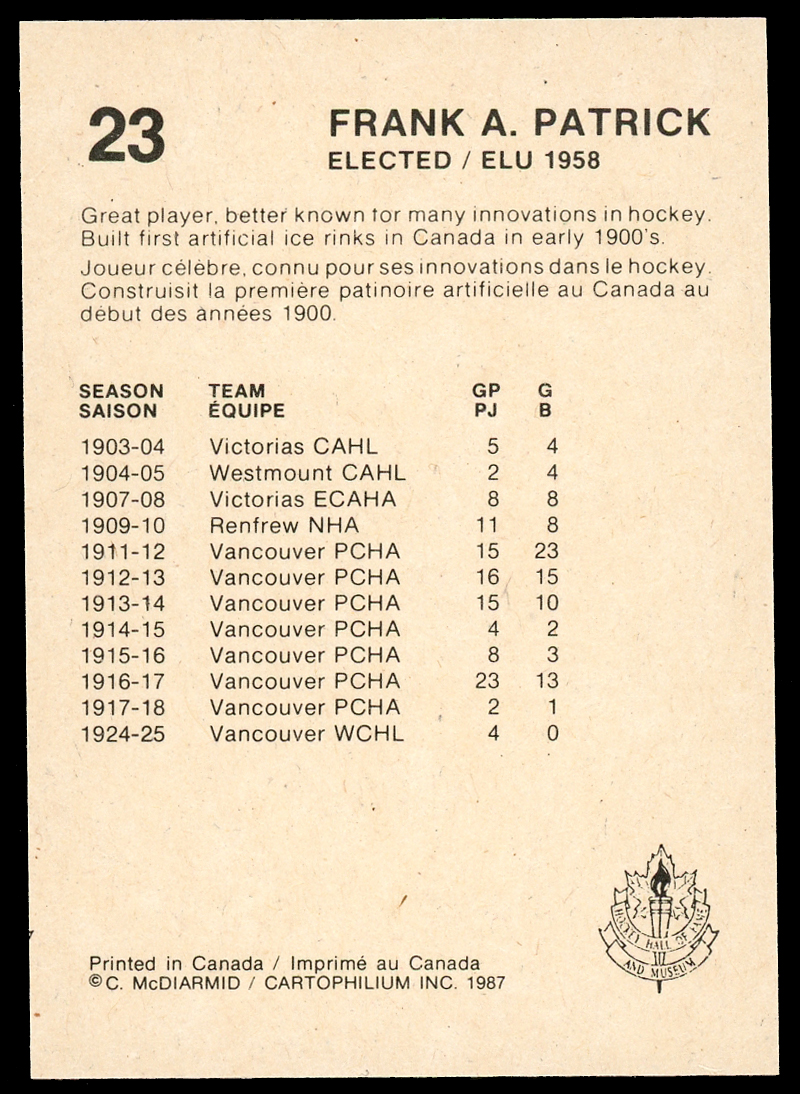 23
FRANK A. PATRICK
ELECTED / ELU 1958
Great player, better known for many innovations in hockey.
Built first artificial ice rinks in Canada in early 1900's.
Joueur célèbre, connu pour ses innovations dans le hockey.
Construisit la première patinoire artificielle au Canada au
début des années 1900.
SEASON TEAM GP G
SAISON ÉQUIPE PJ B
1903-04 Victorias CAHL 5 4
1904-05 Westmount CAHL 2 4
1907-08 Victorias ECAHA 8 8
1909-10 Renfrew NHA 11 8
1911-12 Vancouver PCHA 15 23
1912-13 Vancouver PCHA 16 15
1913-14 Vancouver PCHA 15 10
1914-15 Vancouver PCHA 4 2
1915-16 Vancouver PCHA 8 3
1916-17 Vancouver PCHA 23 13
1917-18 Vancouver PCHA 2 1
1924-25 Vancouver WCHL 4 0
HOCKEY HALL OF FAME
AND MUSEUM
Printed in Canada / Imprimé au Canada
©C. McDIARMID / CARTOPHILIUM INC. 1987